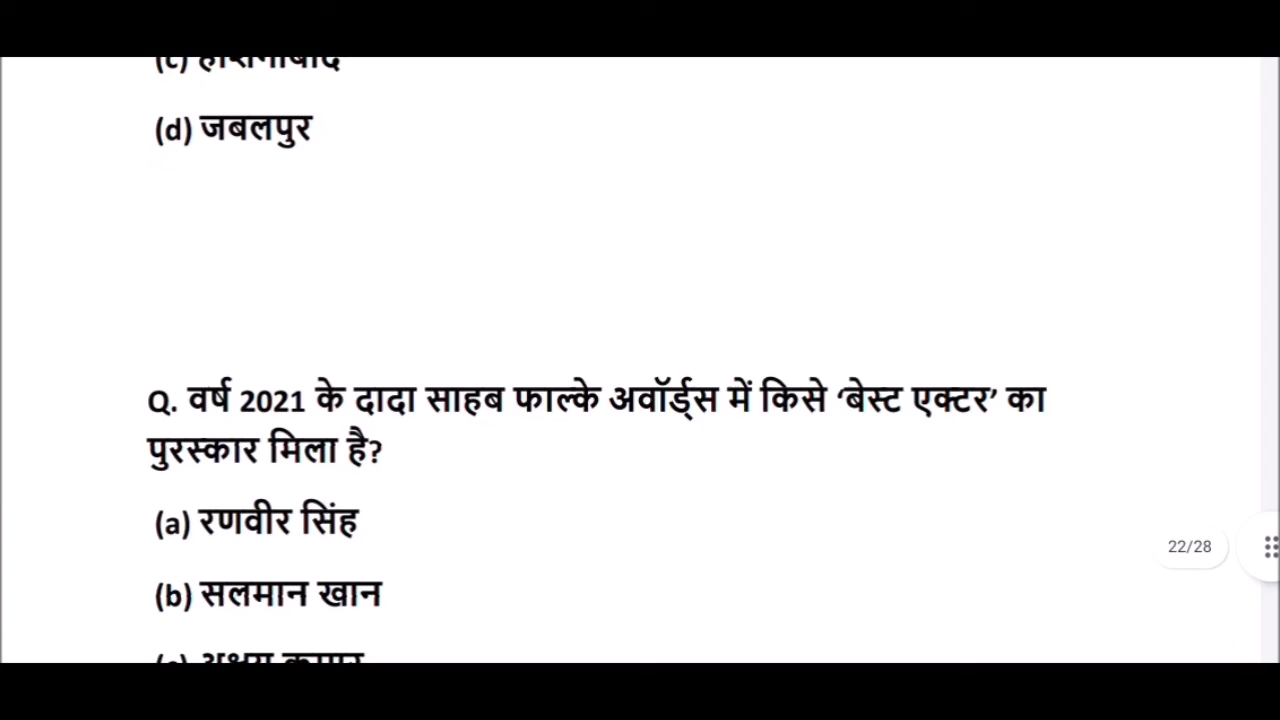 (d) जबलपुर
Q. वर्ष 2021 के दादा साहब फाल्के अवॉर्ड्स में किसे ‘बेस्ट एक्टर’ का
पुरस्कार मिला है?
(a) रणवीर सिंह
22/28
(b) सलमान खान